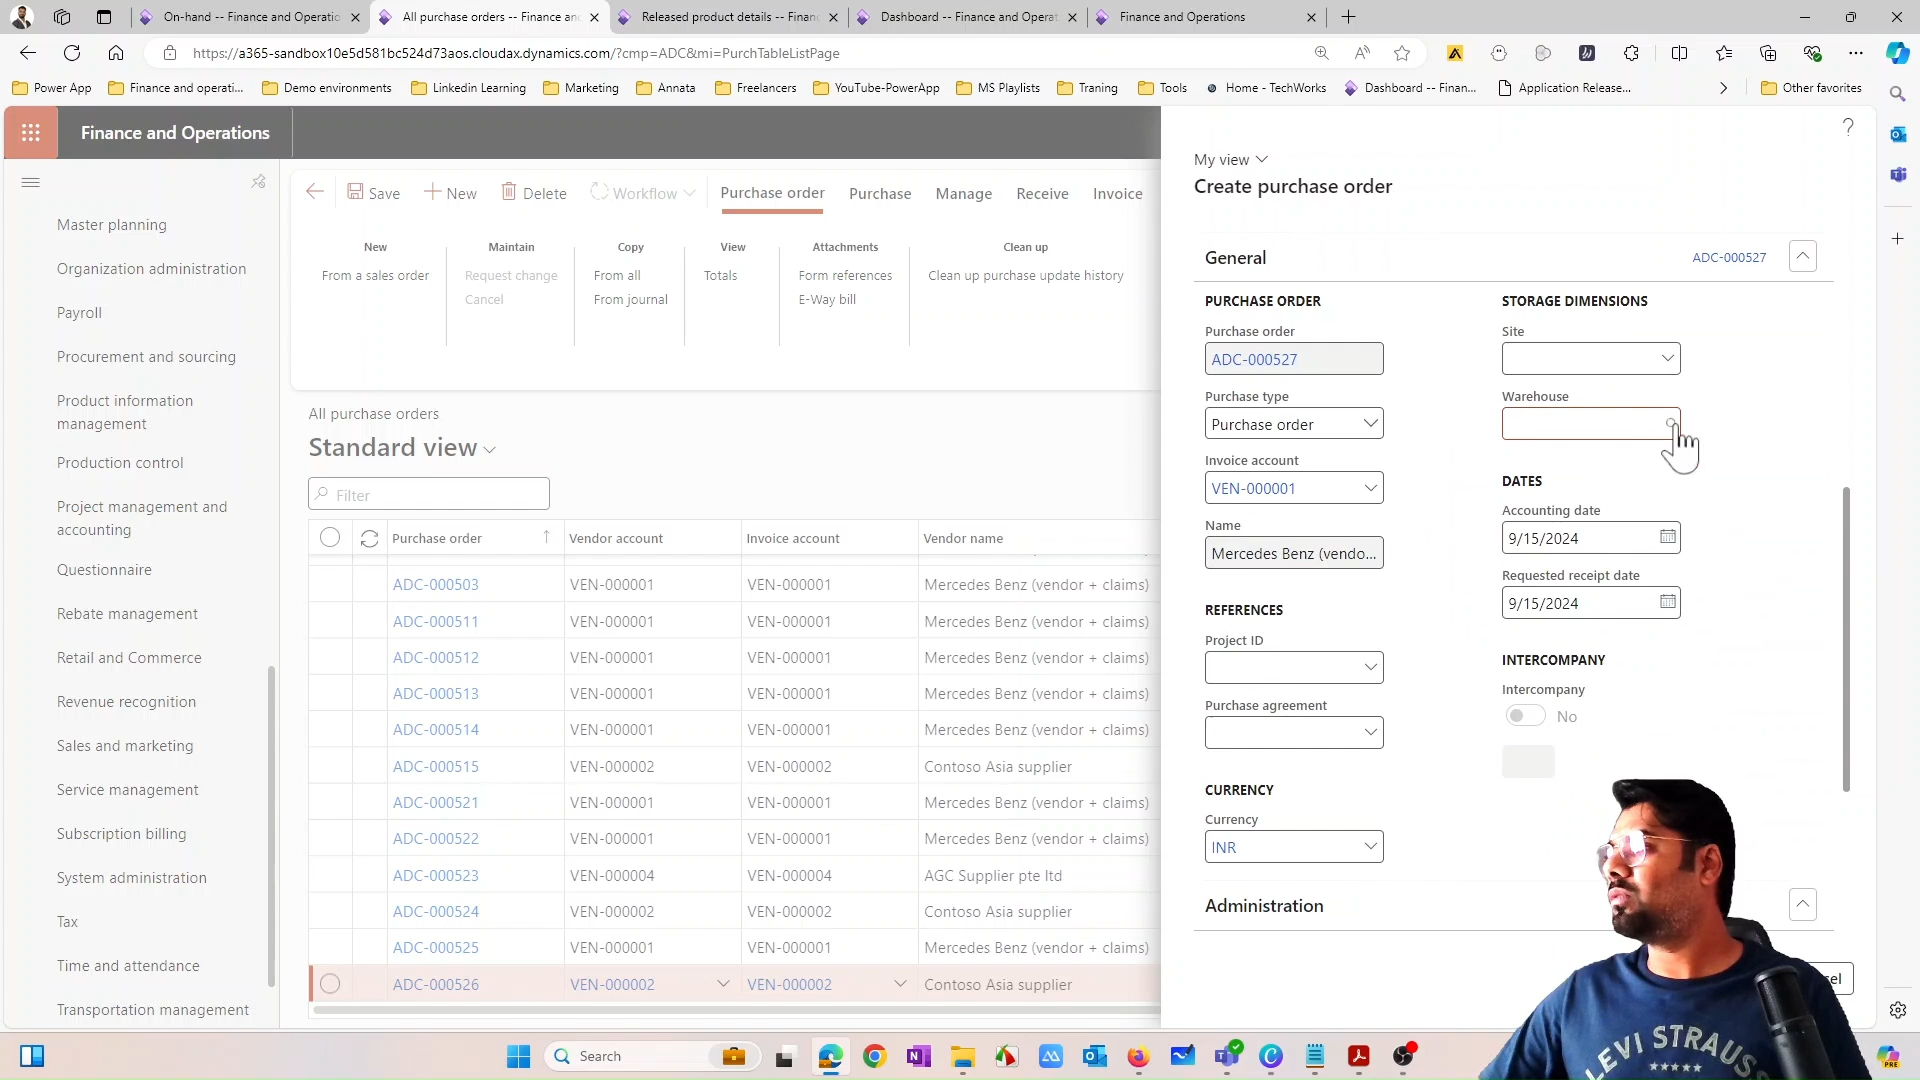 On-hand -- Finance and Operatio
All purchase orders -- Finance and
Released product details -- Finan
Dashboard -- Finance and Operat
Finance and Operations
https://a365-sandbox10e5d581bc524d73aos.cloudax.dynamics.com/?cmp=ADC&mi=PurchTableListPage
Power App
Finance and operati...
Demo environments
Linkedin Learning
Marketing
Annata
Freelancers
YouTube-PowerApp
MS Playlists
Traning
Tools
Home - TechWorks
Dashboard -- Finan...
Application Release...
Other favorites
Finance and Operations
Master planning
Organization administration
Payroll
Procurement and sourcing
Product information
management
Production control
Project management and
accounting
Questionnaire
Rebate management
Retail and Commerce
Revenue recognition
Sales and marketing
Service management
Subscription billing
System administration
Tax
Time and attendance
Transportation management
Save
New
Delete
Workflow
Purchase order
Purchase
Manage
Receive
Invoice
New
From a sales order
Maintain
Request change
Cancel
Copy
From all
From journal
View
Totals
Attachments
Form references
E-Way bill
Clean up
Clean up purchase update history
All purchase orders
Standard view
Filter
Purchase order Vendor account Invoice account Vendor name
ADC-000503 VEN-000001 VEN-000001 Mercedes Benz (vendor + claims)
ADC-000511 VEN-000001 VEN-000001 Mercedes Benz (vendor + claims)
ADC-000512 VEN-000001 VEN-000001 Mercedes Benz (vendor + claims)
ADC-000513 VEN-000001 VEN-000001 Mercedes Benz (vendor + claims)
ADC-000514 VEN-000001 VEN-000001 Mercedes Benz (vendor + claims)
ADC-000515 VEN-000002 VEN-000002 Contoso Asia supplier
ADC-000521 VEN-000001 VEN-000001 Mercedes Benz (vendor + claims)
ADC-000522 VEN-000001 VEN-000001 Mercedes Benz (vendor + claims)
ADC-000523 VEN-000004 VEN-000004 AGC Supplier pte ltd
ADC-000524 VEN-000002 VEN-000002 Contoso Asia supplier
ADC-000525 VEN-000001 VEN-000001 Mercedes Benz (vendor + claims)
ADC-000526 VEN-000002 VEN-000002 Contoso Asia supplier
?
My view
Create purchase order
General
ADC-000527
PURCHASE ORDER
Purchase order
ADC-000527
Purchase type
Purchase order
Invoice account
VEN-000001
Name
Mercedes Benz (vendo...
REFERENCES
Project ID
Purchase agreement
CURRENCY
Currency
INR
STORAGE DIMENSIONS
Site
Warehouse
DATES
Accounting date
9/15/2024
Requested receipt date
9/15/2024
INTERCOMPANY
Intercompany
No
Administration
cel
LEVI STRAUSS
Search
PRE